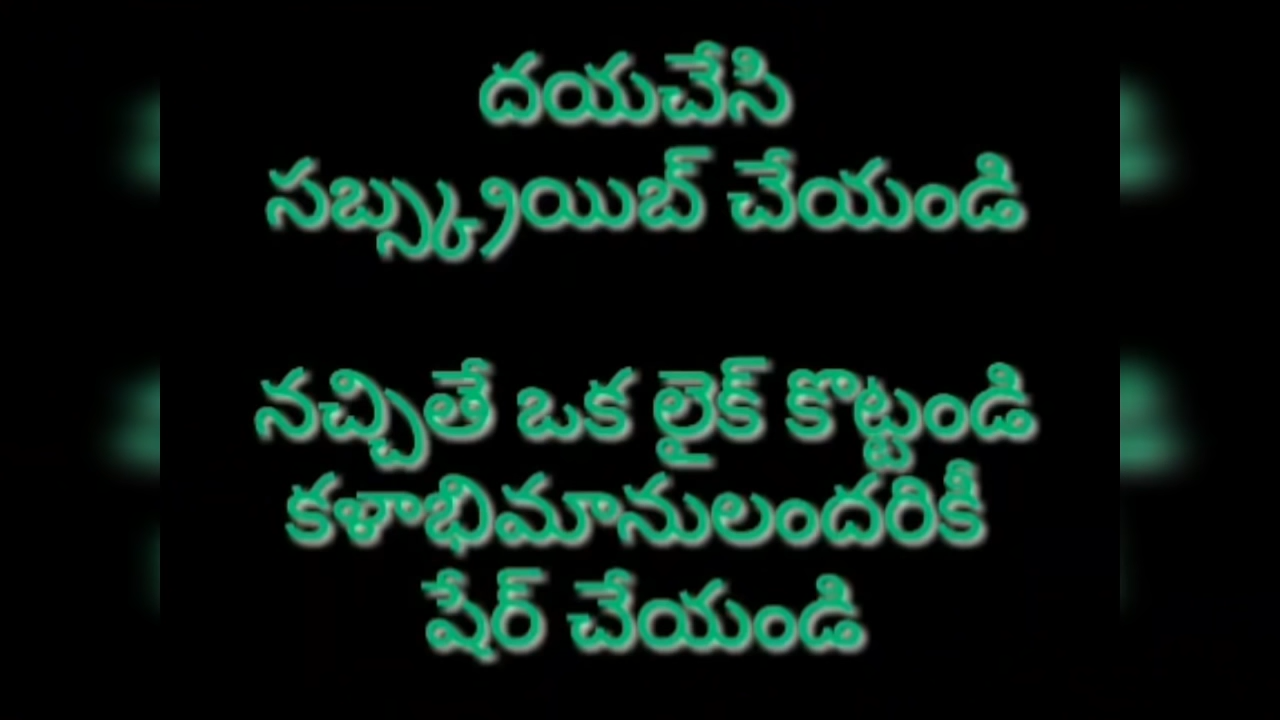 దయచేసి
సబ్స్క్రయిబ్ చేయండి
నచ్చితే ఒక లైక్ కొట్టండి
కళాభిమానులందరికీ
షేర్ చేయండి